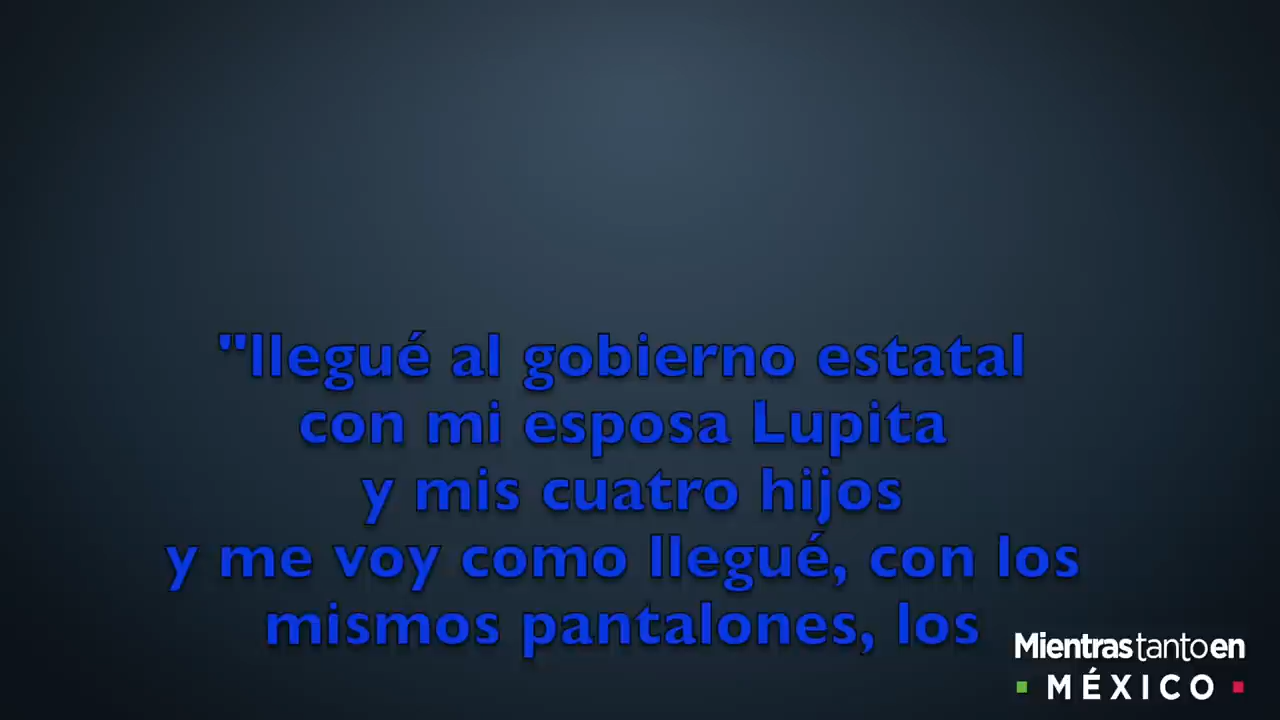 "llegué al gobierno estatal
con mi esposa Lupita
y mis cuatro hijos
y me voy como llegué, con los
mismos pantalones, los
Mientras tanto en
MÉXICO